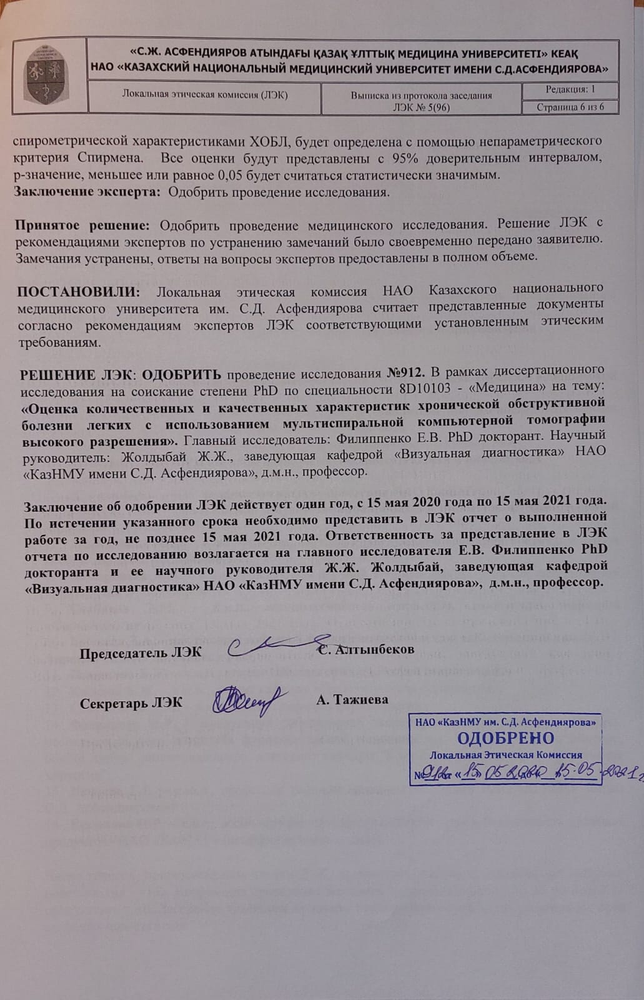 «С.Ж. АСФЕНДИЯРОВ АТЫНДАҒЫ ҚАЗАҚ ҰЛТТЫҚ МЕДИЦИНА УНИВЕРСИТЕТІ» КЕАҚ
НАО «КАЗАХСКИЙ НАЦИОНАЛЬНЫЙ МЕДИЦИНСКИЙ УНИВЕРСИТЕТ ИМЕНИ С.Д.АСФЕНДИЯРОВА»
Локальная этическая комиссия (ЛЭК)
Выписка из протокола заседания
ЛЭК № 5(96)
Редакция: 1
Страница 6 из 6
спирометрической характеристиками ХОБЛ, будет определена с помощью непараметрического
критерия Спирмена. Все оценки будут представлены с 95% доверительным интервалом,
р-значение, меньшее или равное 0,05 будет считаться статистически значимым.
Заключение эксперта: Одобрить проведение исследования.
Принятое решение: Одобрить проведение медицинского исследования. Решение ЛЭК с
рекомендациями экспертов по устранению замечаний было своевременно передано заявителю.
Замечания устранены, ответы на вопросы экспертов предоставлены в полном объеме.
ПОСТАНОВИЛИ: Локальная этическая комиссия НАО Казахского национального
медицинского университета им. С.Д. Асфендиярова считает представленные документы
согласно рекомендациям экспертов ЛЭК соответствующими установленным этическим
требованиям.
РЕШЕНИЕ ЛЭК: ОДОБРИТЬ проведение исследования №912. В рамках диссертационного
исследования на соискание степени PhD по специальности 8D10103 - «Медицина» на тему:
«Оценка количественных и качественных характеристик хронической обструктивной
болезни легких с использованием мультиспиральной компьютерной томографии
высокого разрешения». Главный исследователь: Филиппенко Е.В. PhD докторант. Научный
руководитель: Жолдыбай Ж.Ж., заведующая кафедрой «Визуальная диагностика» НАО
«КазНМУ имени С.Д. Асфендиярова», д.м.н., профессор.
Заключение об одобрении ЛЭК действует один год, с 15 мая 2020 года по 15 мая 2021 года.
По истечении указанного срока необходимо представить в ЛЭК отчет о выполненной
работе за год, не позднее 15 мая 2021 года. Ответственность за представление в ЛЭК
отчета по исследованию возлагается на главного исследователя Е.В. Филиппенко PhD
докторанта и ее научного руководителя Ж.Ж. Жолдыбай, заведующая кафедрой
«Визуальная диагностика» НАО «КазНМУ имени С.Д. Асфендиярова», д.м.н., профессор.
Председатель ЛЭК С. Алтынбеков
Секретарь ЛЭК А. Тажиева
НАО «КазНМУ им. С.Д. Асфендиярова»
ОДОБРЕНО
Локальная Этическая Комиссия
№ 912 от «15» 05 2020 до «15.05.2021 г.